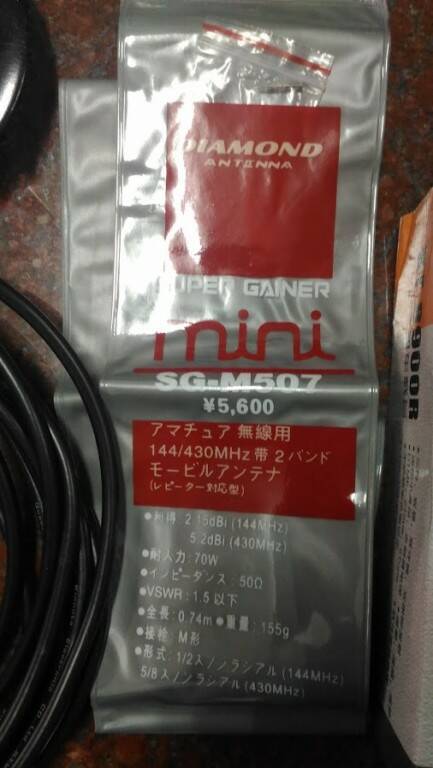 DIAMOND
ANTENNA
SUPER GAINER
mini
SG-M507
¥5,600
アマチュア無線用
144/430MHz帯2バンド
モービルアンテナ
(レピーター対応型)
●利得:2.15dBi(144MHz)
5.2dBi(430MHz)
●耐入力:70W
●インピーダンス:50Ω
●VSWR:1.5以下
●全長:0.74m●重量:155g
●接栓:M形
●形式:1/2λノンラジアル(144MHz)
5/8λノンラジアル(430MHz)
900R